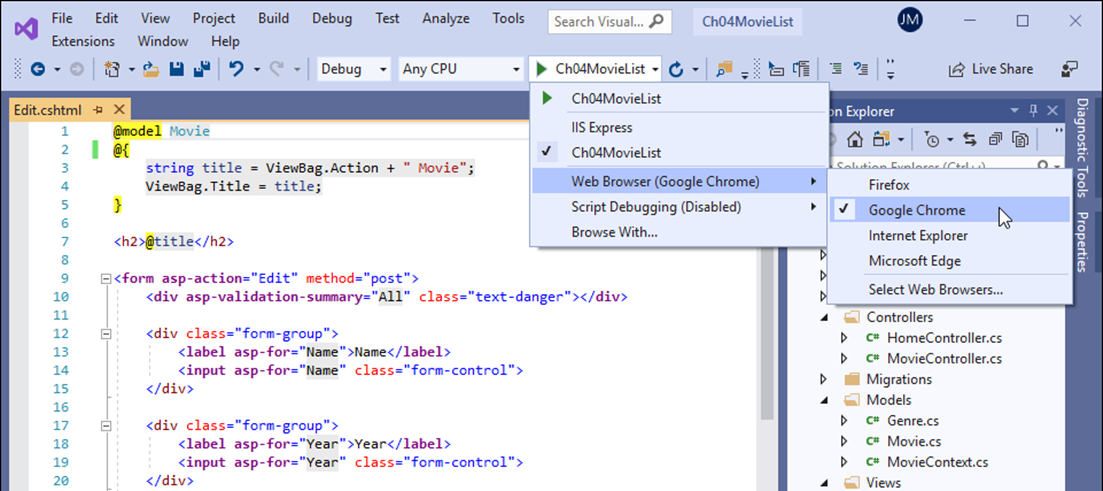 File Edit View Project Build Debug Test Analyze Tools Search Visual... Ch04MovieList JM
Extensions Window Help
Debug Any CPU Ch04MovieList Live Share
Edit.cshtml
1 @model Movie
2 @{
3 string title = ViewBag.Action + " Movie";
4 ViewBag.Title = title;
5 }
6
7 <h2>@title</h2>
8
9 <form asp-action="Edit" method="post">
10 <div asp-validation-summary="All" class="text-danger"></div>
11
12 <div class="form-group">
13 <label asp-for="Name">Name</label>
14 <input asp-for="Name" class="form-control">
15 </div>
16
17 <div class="form-group">
18 <label asp-for="Year">Year</label>
19 <input asp-for="Year" class="form-control">
20 </div>
Ch04MovieList
IIS Express
Ch04MovieList
Web Browser (Google Chrome)
Script Debugging (Disabled)
Browse With...
Firefox
Google Chrome
Internet Explorer
Microsoft Edge
Select Web Browsers...
Explorer
Controllers
C# HomeController.cs
C# MovieController.cs
Migrations
Models
C# Genre.cs
C# Movie.cs
C# MovieContext.cs
Views
Diagnostic Tools
Properties